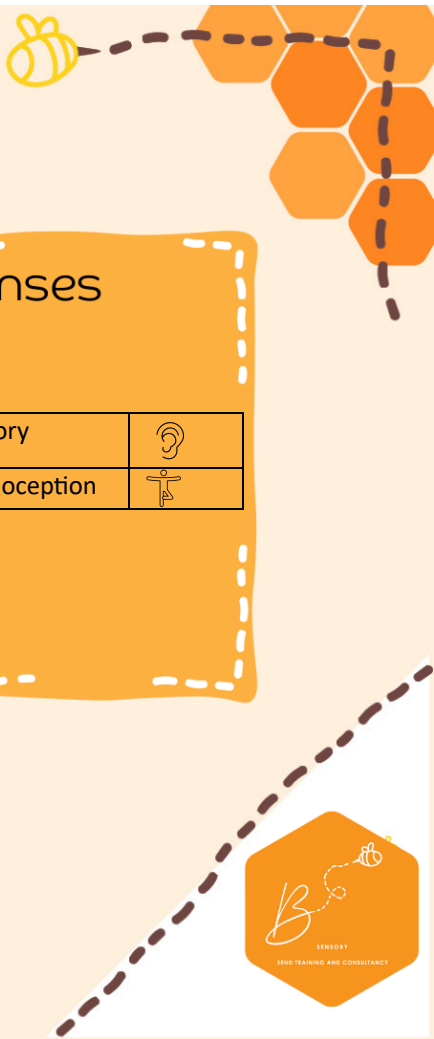 nses
ory
oception
B
SENSORY
SEND TRAINING AND CONSULTANCY